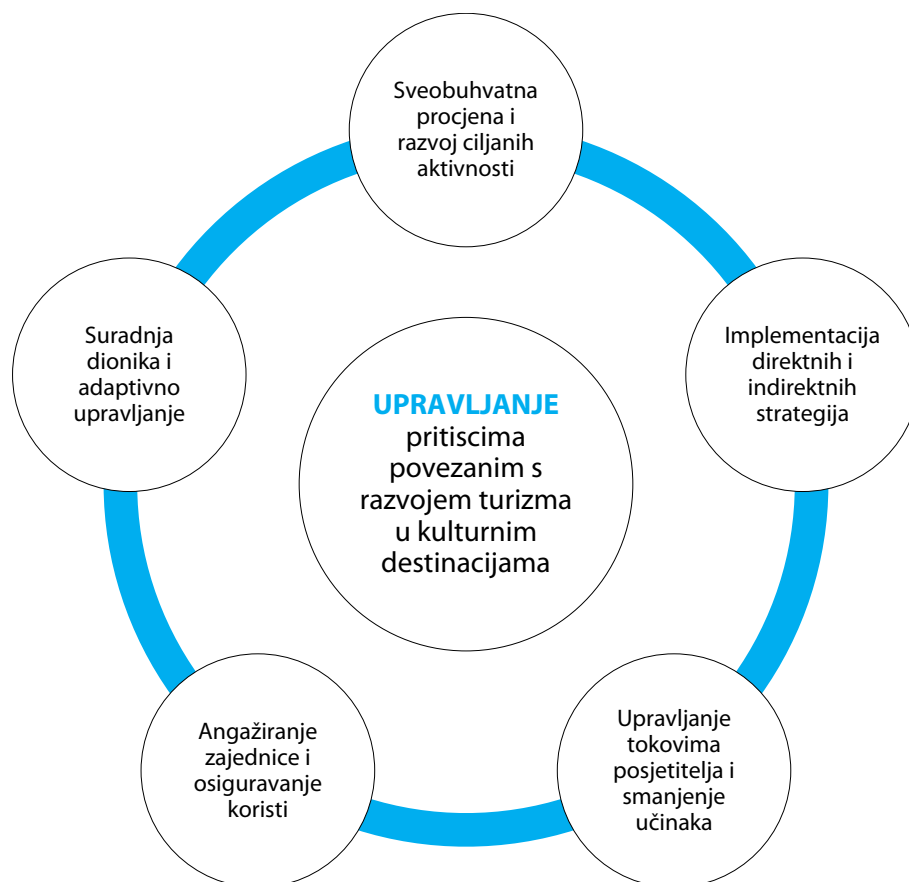 Sveobuhvatna
procjena i
razvoj ciljanih
aktivnosti
Implementacija
direktnih i
indirektnih
strategija
Upravljanje
tokovima
posjetitelja i
smanjenje
učinaka
Angažiranje
zajednice i
osiguravanje
koristi
Suradnja
dionika i
adaptivno
upravljanje
UPRAVLJANJE
pritiscima
povezanim s
razvojem turizma
u kulturnim
destinacijama